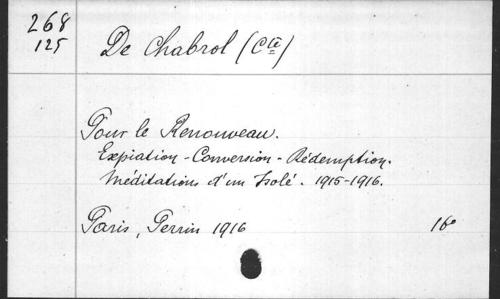 268
125
De Chabrol (Cte)
Pour le Renouveau.
Expiation - Conversion - Rédemption.
Méditations d'un Isolé. 1915-1916.
Paris, Perrin 1916 16°